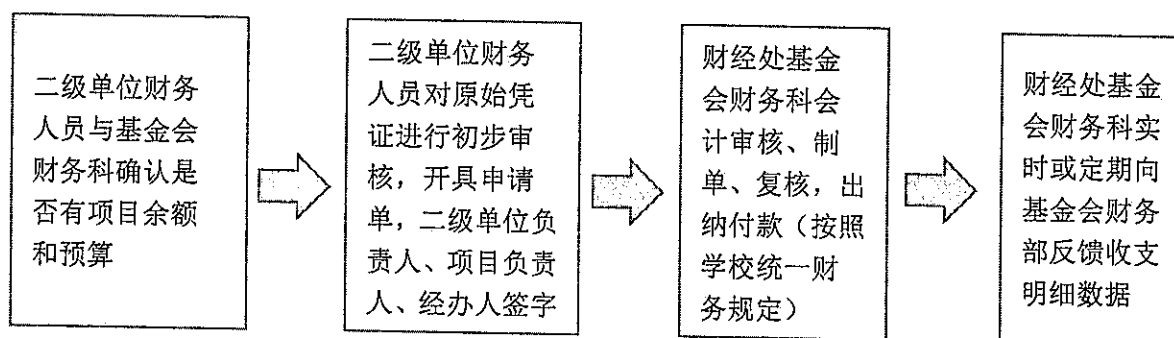 二级单位财务
人员与基金会
财务科确认是
否有项目余额
和预算
二级单位财务
人员对原始凭
证进行初步审
核，开具申请
单，二级单位负
责人、项目负责
人、经办人签字
财经处基金
会财务科会
计审核、制
单、复核，出
纳付款（按照
学校统一财
务规定）
财经处基金
会财务科实
时或定期向
基金会财务
部反馈收支
明细数据